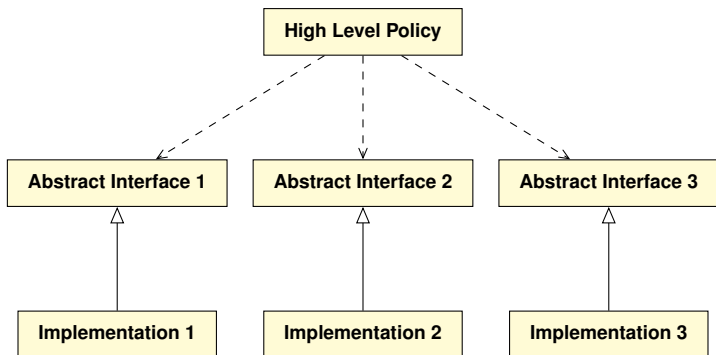 High Level Policy
Abstract Interface 1
Abstract Interface 2
Abstract Interface 3
Implementation 1
Implementation 2
Implementation 3